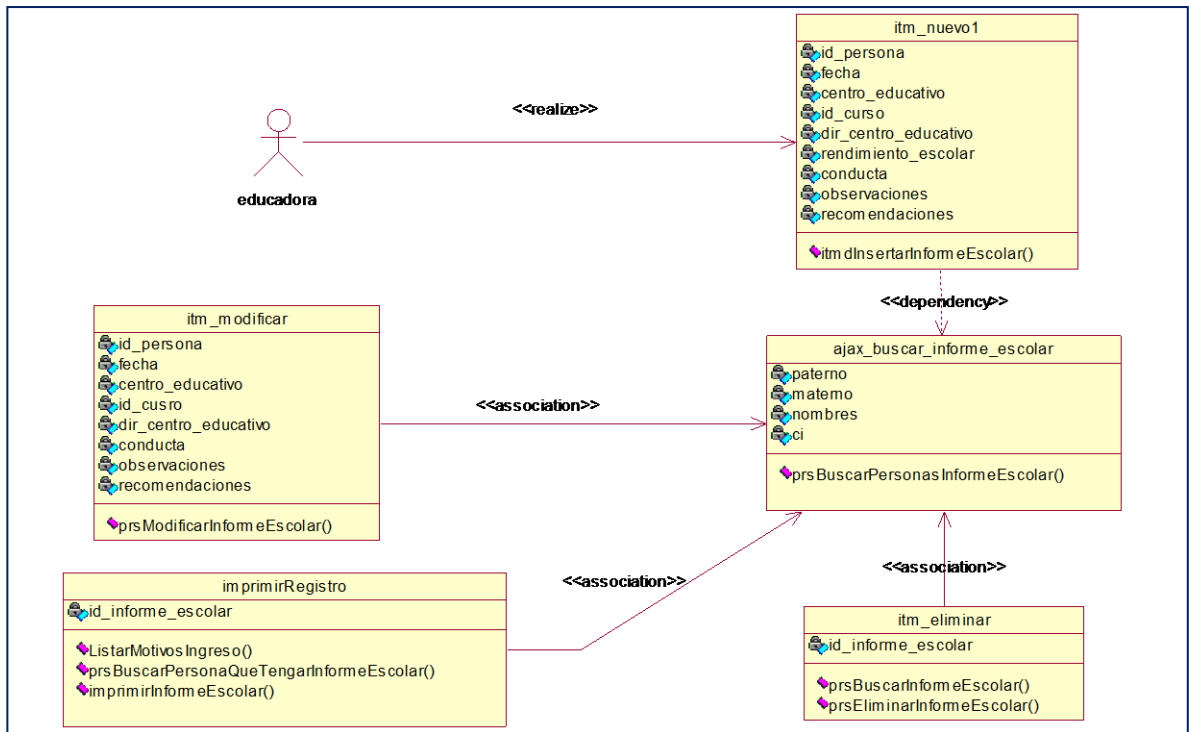 itm_nuevo1
id_persona
fecha
centro_educativo
id_curso
dir_centro_educativo
rendimiento_escolar
conducta
observaciones
recomendaciones
itmdInsertarInformeEscolar()
<<realize>>
educadora
<<dependency>>
itm_modificar
id_persona
fecha
centro_educativo
id_cusro
dir_centro_educativo
conducta
observaciones
recomendaciones
prsModificarInformeEscolar()
<<association>>
ajax_buscar_informe_escolar
paterno
materno
nombres
ci
prsBuscarPersonasInformeEscolar()
imprimirRegistro
id_informe_escolar
ListarMotivosIngreso()
prsBuscarPersonaQueTengarInformeEscolar()
imprimirInformeEscolar()
<<association>>
<<association>>
itm_eliminar
id_informe_escolar
prsBuscarInformeEscolar()
prsEliminarInformeEscolar()